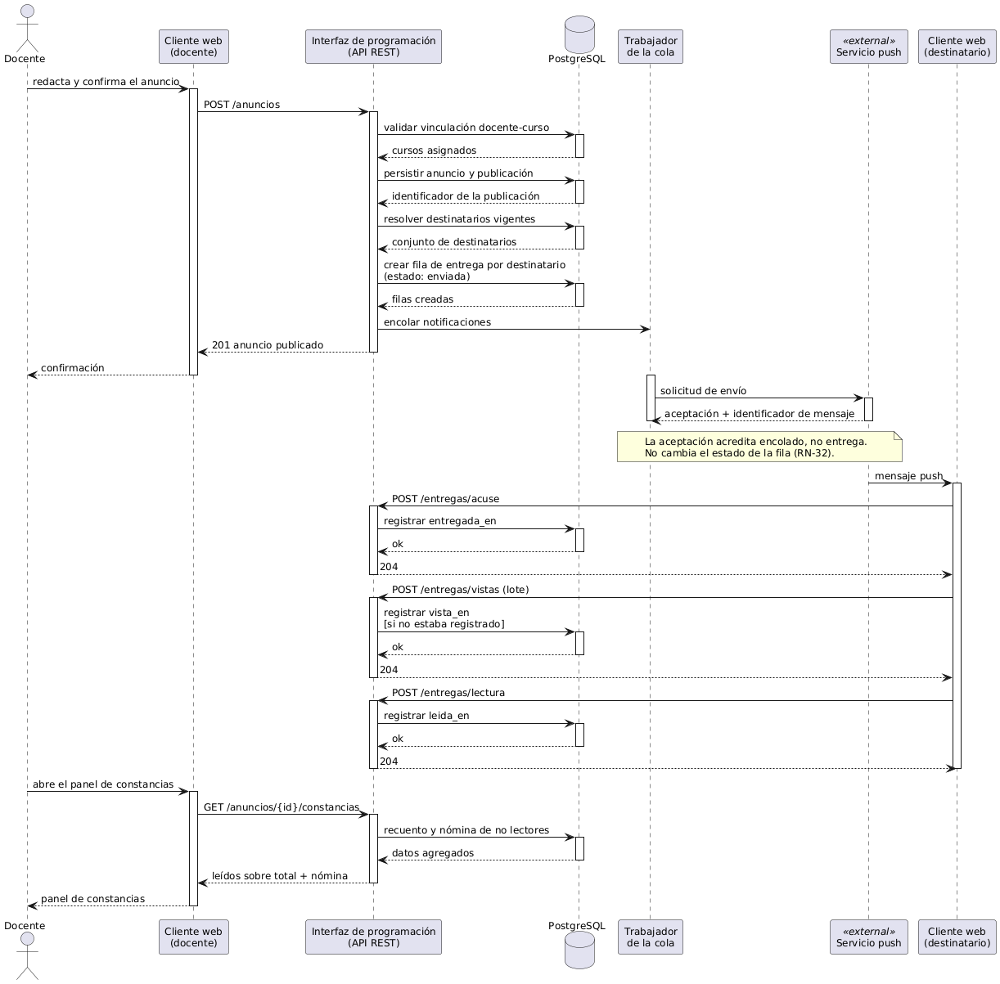 Docente
Cliente web
(docente)
Interfaz de programación
(API REST)
PostgreSQL
Trabajador
de la cola
«external»
Servicio push
Cliente web
(destinatario)
redacta y confirma el anuncio
POST /anuncios
validar vinculación docente-curso
cursos asignados
persistir anuncio y publicación
identificador de la publicación
resolver destinatarios vigentes
conjunto de destinatarios
crear fila de entrega por destinatario
(estado: enviada)
filas creadas
encolar notificaciones
201 anuncio publicado
confirmación
solicitud de envío
aceptación + identificador de mensaje
La aceptación acredita encolado, no entrega.
No cambia el estado de la fila (RN-32).
mensaje push
POST /entregas/acuse
registrar entregada_en
ok
204
POST /entregas/vistas (lote)
registrar vista_en
[si no estaba registrado]
ok
204
POST /entregas/lectura
registrar leida_en
ok
204
abre el panel de constancias
GET /anuncios/{id}/constancias
recuento y nómina de no lectores
datos agregados
leídos sobre total + nómina
panel de constancias
Docente
Cliente web
(docente)
Interfaz de programación
(API REST)
PostgreSQL
Trabajador
de la cola
«external»
Servicio push
Cliente web
(destinatario)